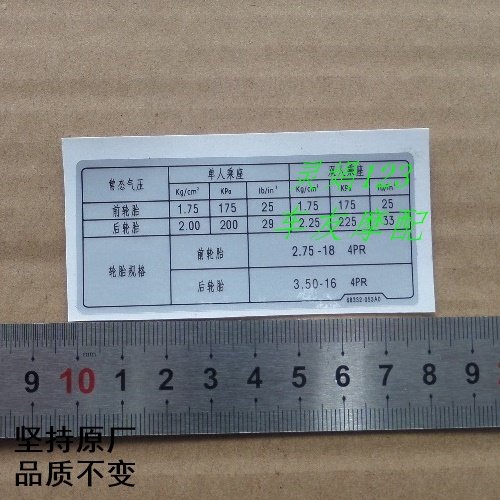 常态气压 单人乘座 双人乘座
Kg/cm² KPa lb/in² Kg/cm² KPa lb/in²
前轮胎 1.75 175 25 1.75 175 25
后轮胎 2.00 200 29 2.25 225 33
轮胎规格 前轮胎 2.75-18 4PR
后轮胎 3.50-16 4PR
68332-053A0
mm
9 10 1 2 3 4 5 6 7 8 9
坚持原厂
品质不变